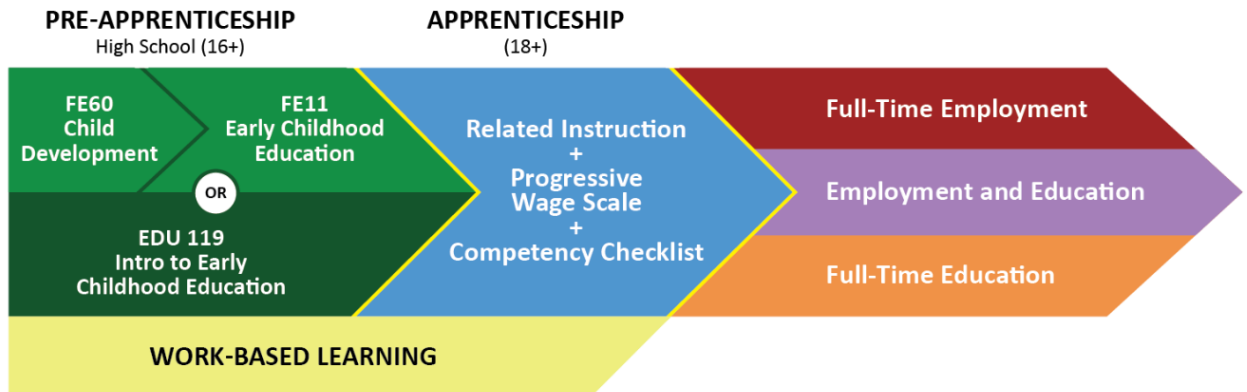 PRE-APPRENTICESHIP
High School (16+)
APPRENTICESHIP
(18+)
FE60
Child
Development
FE11
Early Childhood
Education
OR
EDU 119
Intro to Early
Childhood Education
Related Instruction
+
Progressive
Wage Scale
+
Competency Checklist
Full-Time Employment
Employment and Education
Full-Time Education
WORK-BASED LEARNING